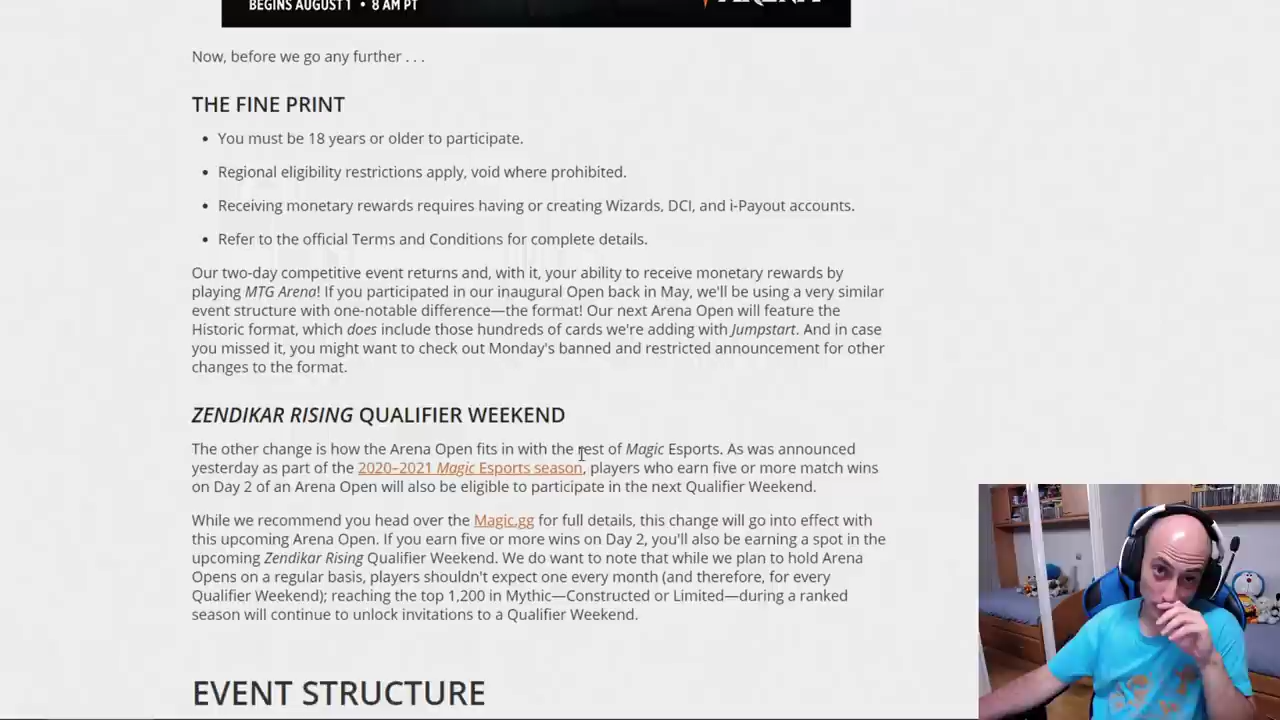 BEGINS AUGUST 1 • 8 AM PT
ARENA
Now, before we go any further . . .
THE FINE PRINT
• You must be 18 years or older to participate.
• Regional eligibility restrictions apply, void where prohibited.
• Receiving monetary rewards requires having or creating Wizards, DCI, and i-Payout accounts.
• Refer to the official Terms and Conditions for complete details.
Our two-day competitive event returns and, with it, your ability to receive monetary rewards by
playing MTG Arena! If you participated in our inaugural Open back in May, we'll be using a very similar
event structure with one-notable difference—the format! Our next Arena Open will feature the
Historic format, which does include those hundreds of cards we're adding with Jumpstart. And in case
you missed it, you might want to check out Monday's banned and restricted announcement for other
changes to the format.
ZENDIKAR RISING QUALIFIER WEEKEND
The other change is how the Arena Open fits in with the rest of Magic Esports. As was announced
yesterday as part of the 2020–2021 Magic Esports season, players who earn five or more match wins
on Day 2 of an Arena Open will also be eligible to participate in the next Qualifier Weekend.
While we recommend you head over the Magic.gg for full details, this change will go into effect with
this upcoming Arena Open. If you earn five or more wins on Day 2, you'll also be earning a spot in the
upcoming Zendikar Rising Qualifier Weekend. We do want to note that while we plan to hold Arena
Opens on a regular basis, players shouldn't expect one every month (and therefore, for every
Qualifier Weekend); reaching the top 1,200 in Mythic—Constructed or Limited—during a ranked
season will continue to unlock invitations to a Qualifier Weekend.
EVENT STRUCTURE